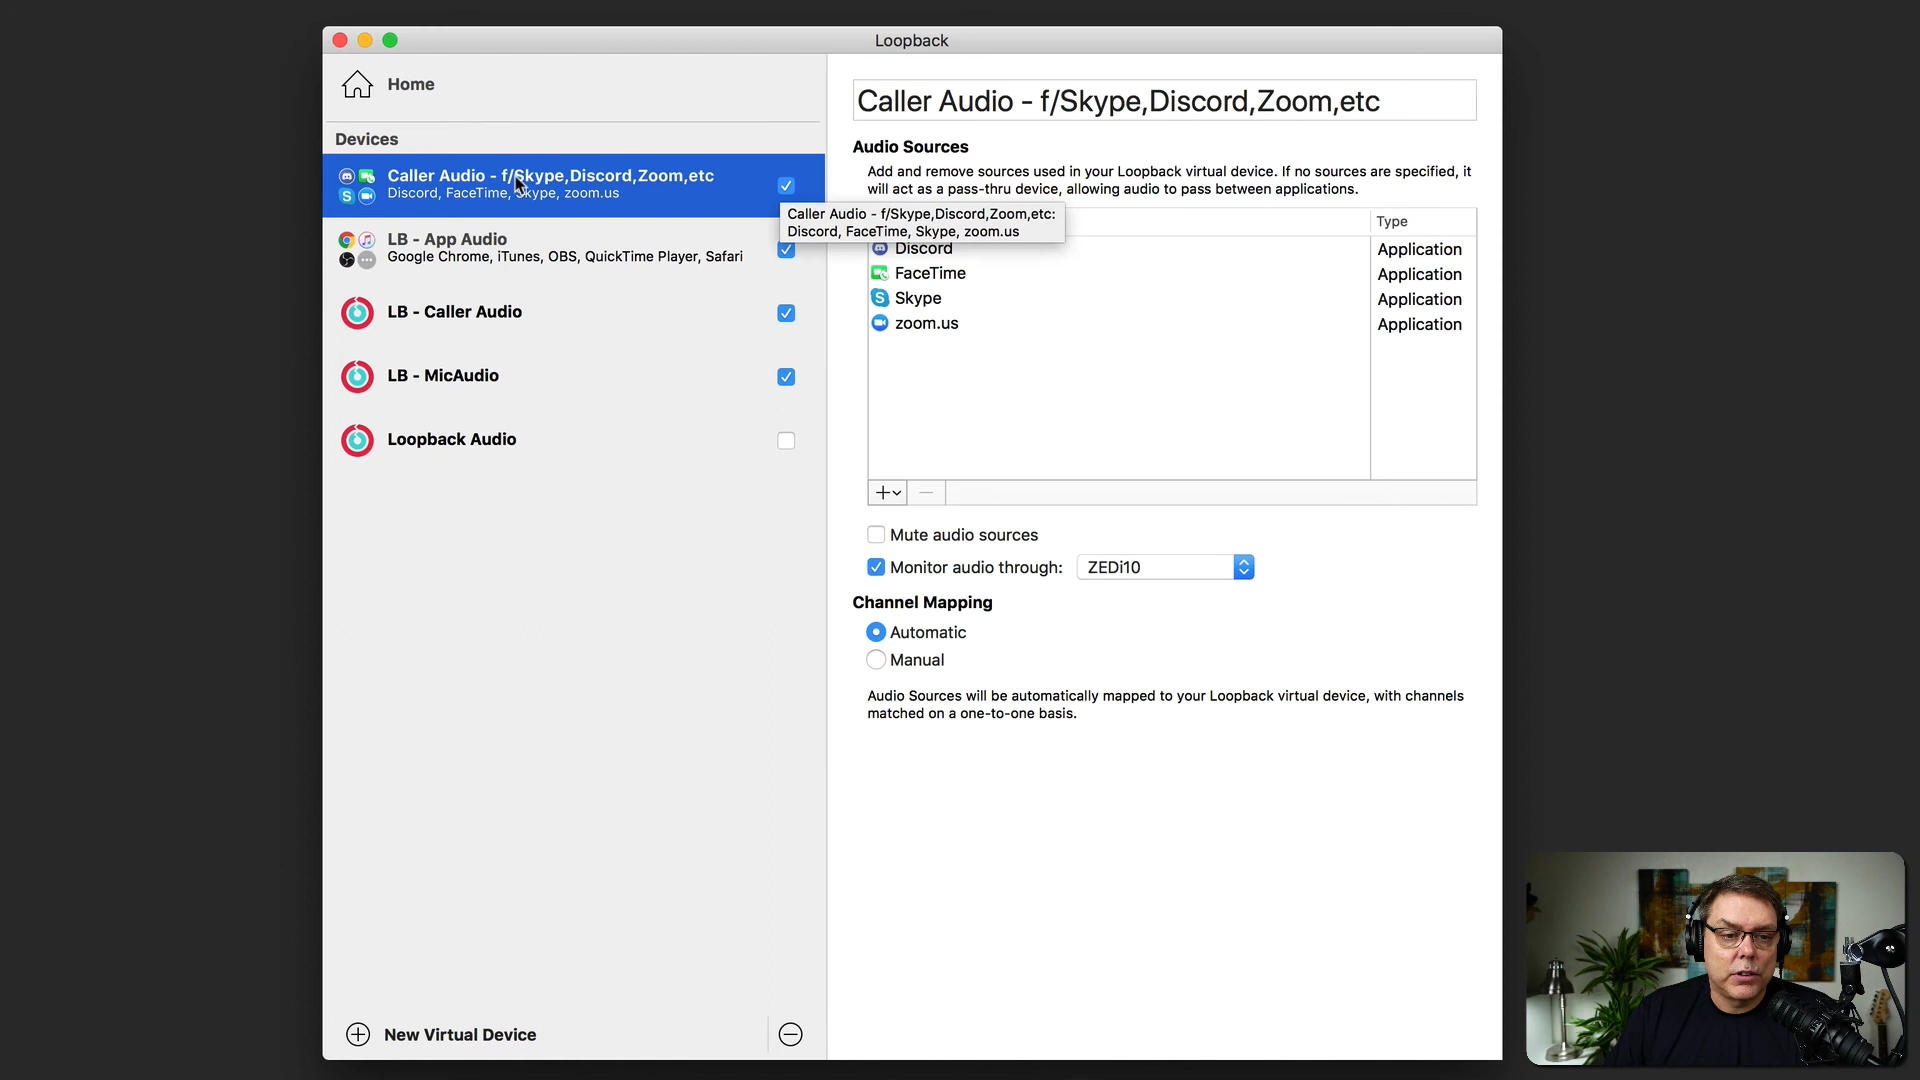 Loopback
Home
Devices
Caller Audio - f/Skype,Discord,Zoom,etc
Discord, FaceTime, Skype, zoom.us
LB - App Audio
Google Chrome, iTunes, OBS, QuickTime Player, Safari
LB - Caller Audio
LB - MicAudio
Loopback Audio
New Virtual Device
Caller Audio - f/Skype,Discord,Zoom,etc
Audio Sources
Add and remove sources used in your Loopback virtual device. If no sources are specified, it
will act as a pass-thru device, allowing audio to pass between applications.
Caller Audio - f/Skype,Discord,Zoom,etc:
Discord, FaceTime, Skype, zoom.us
Type
Discord Application
FaceTime Application
Skype Application
zoom.us Application
Mute audio sources
Monitor audio through: ZEDi10
Channel Mapping
Automatic
Manual
Audio Sources will be automatically mapped to your Loopback virtual device, with channels
matched on a one-to-one basis.